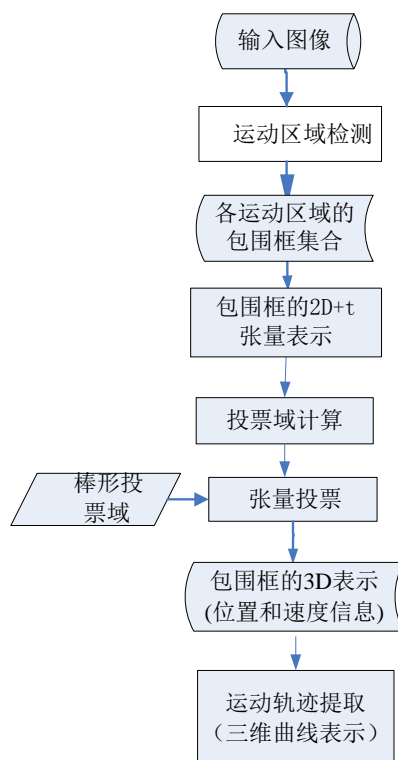 输入图像
运动区域检测
各运动区域的
包围框集合
包围框的2D+t
张量表示
投票域计算
棒形投
票域
张量投票
包围框的3D表示
(位置和速度信息)
运动轨迹提取
（三维曲线表示）